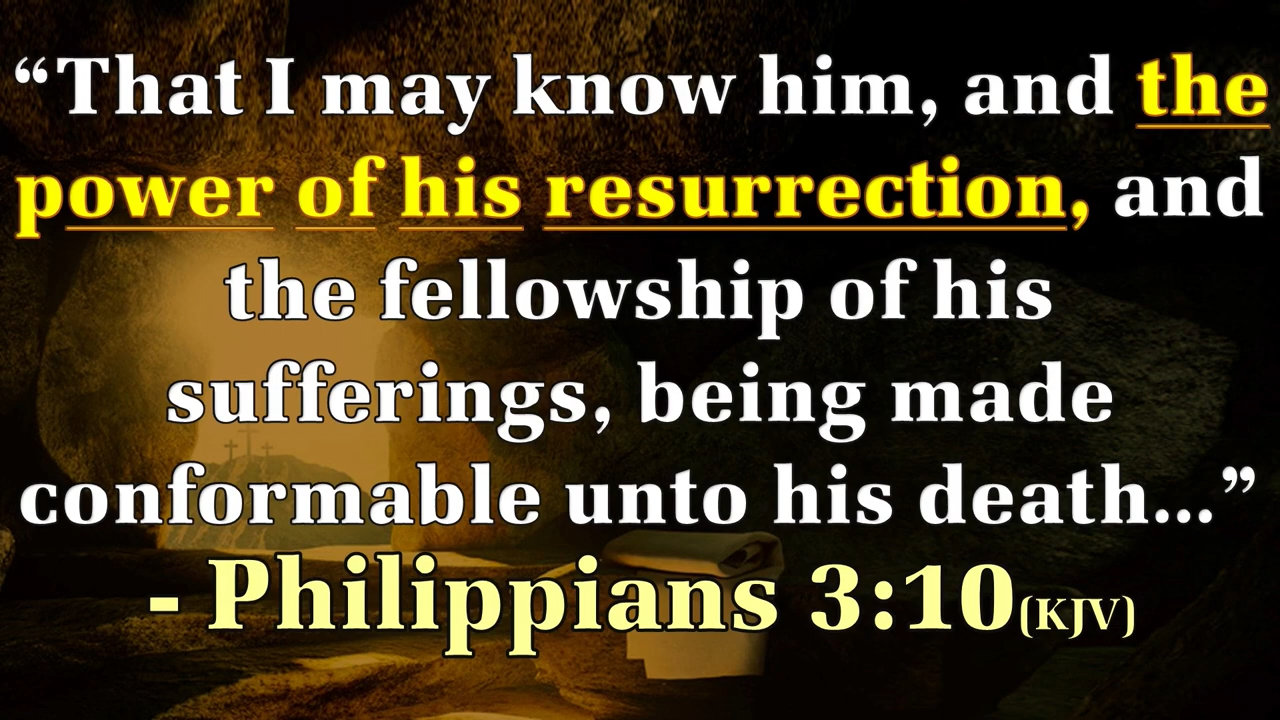 “That I may know him, and the
power of his resurrection, and
the fellowship of his
sufferings, being made
conformable unto his death...”
- Philippians 3:10(KJV)